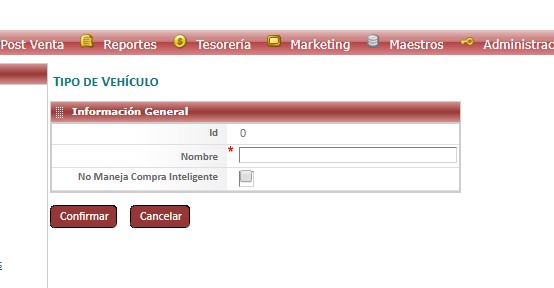 Post Venta Reportes Tesorería Marketing Maestros Administrac
TIPO DE VEHÍCULO
Información General
Id 0
Nombre *
No Maneja Compra Inteligente
Confirmar Cancelar
s